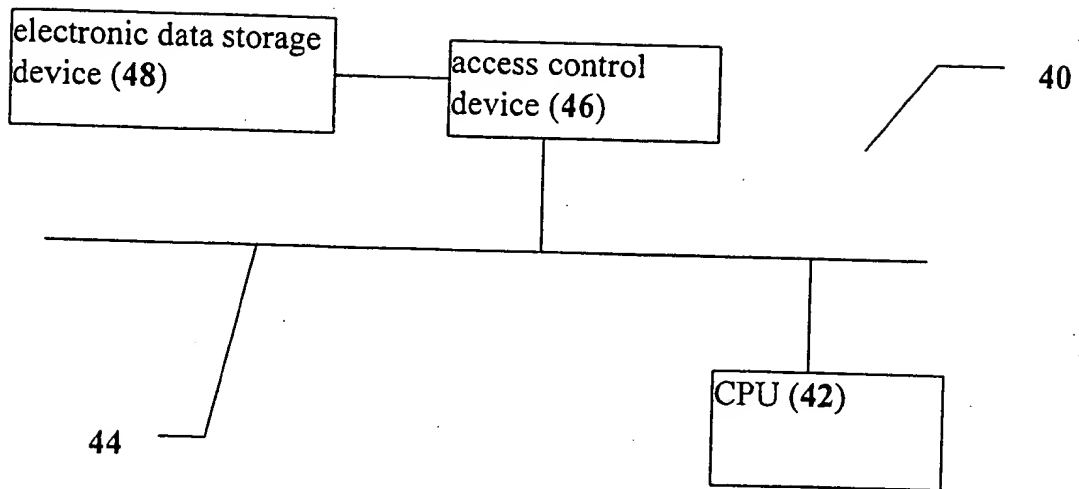 electronic data storage
device (48)
access control
device (46)
40
44
CPU (42)